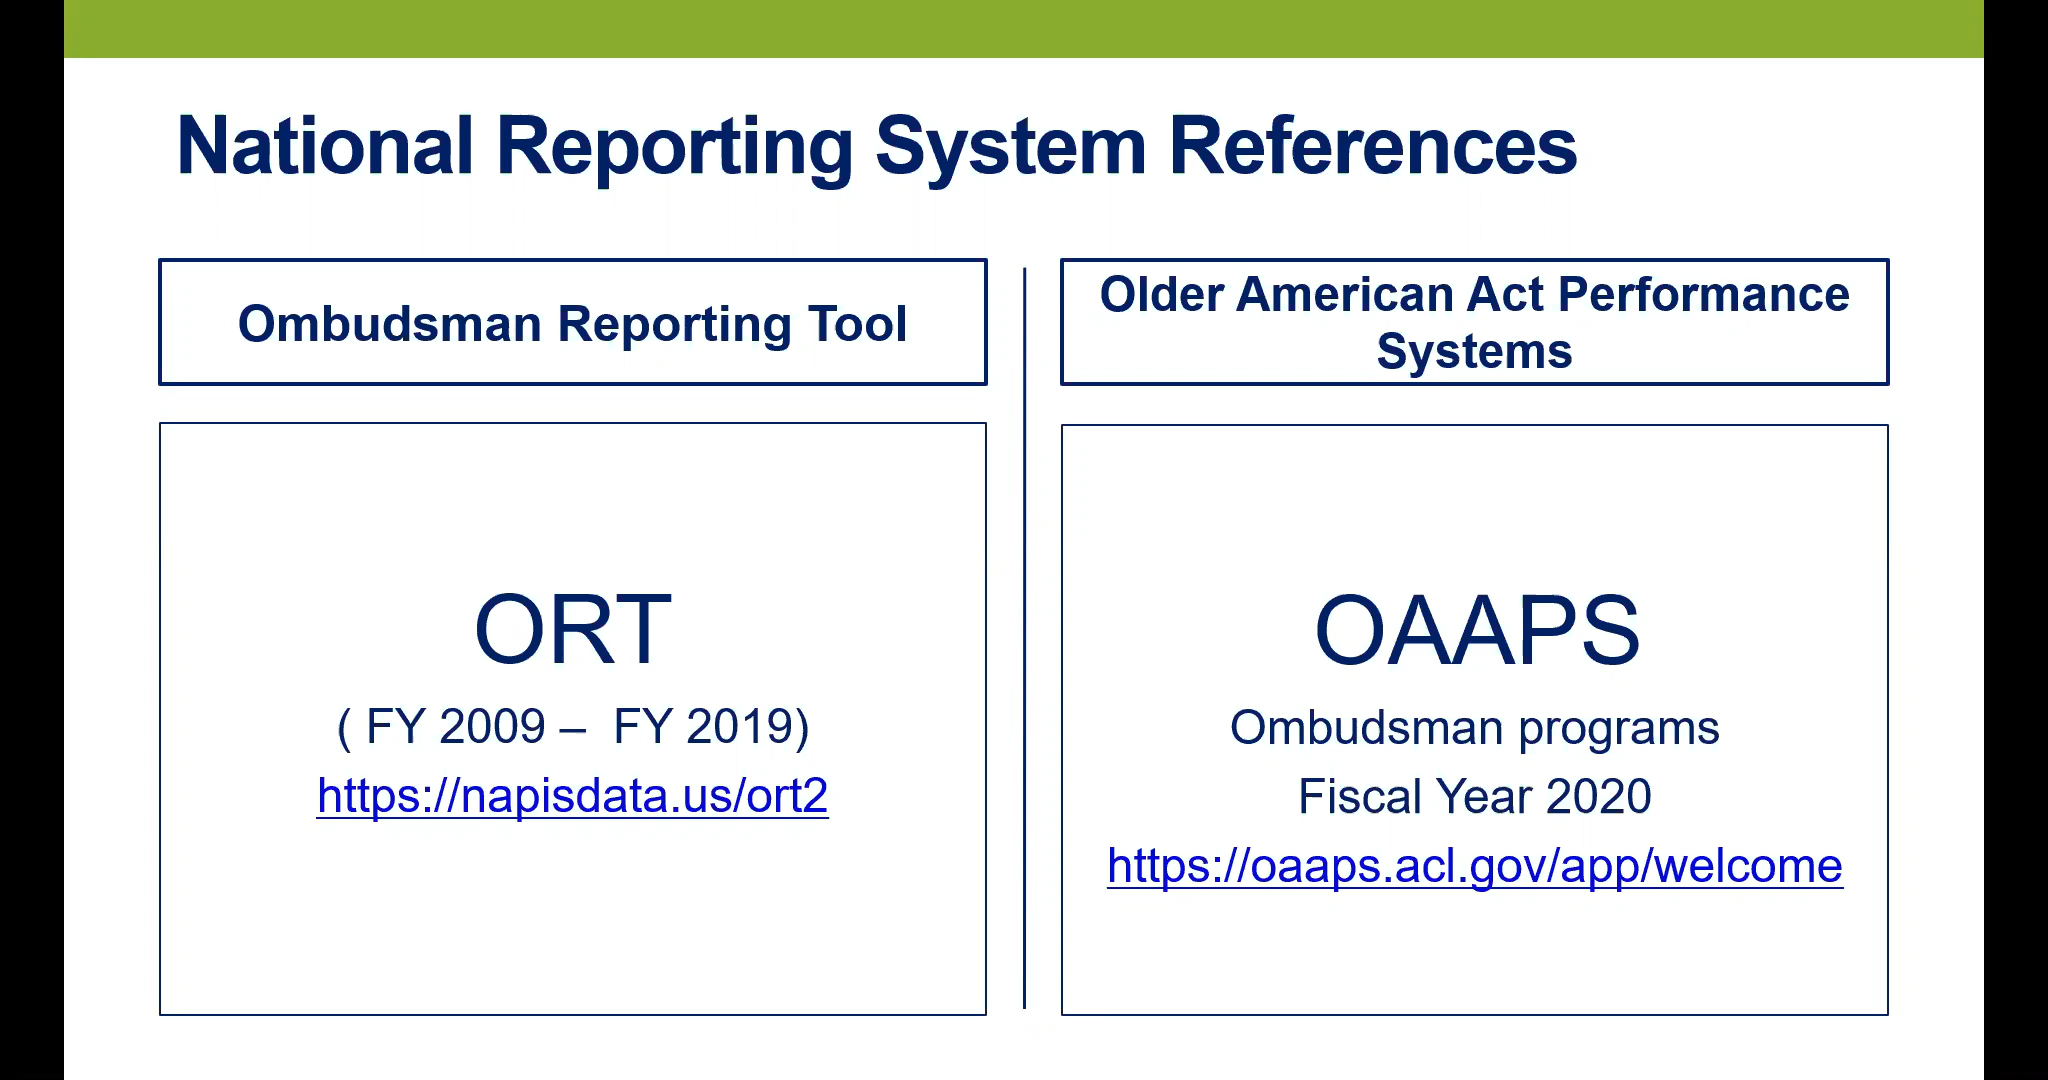 National Reporting System References
Ombudsman Reporting Tool
ORT
( FY 2009 – FY 2019)
https://napisdata.us/ort2
Older American Act Performance
Systems
OAAPS
Ombudsman programs
Fiscal Year 2020
https://oaaps.acl.gov/app/welcome